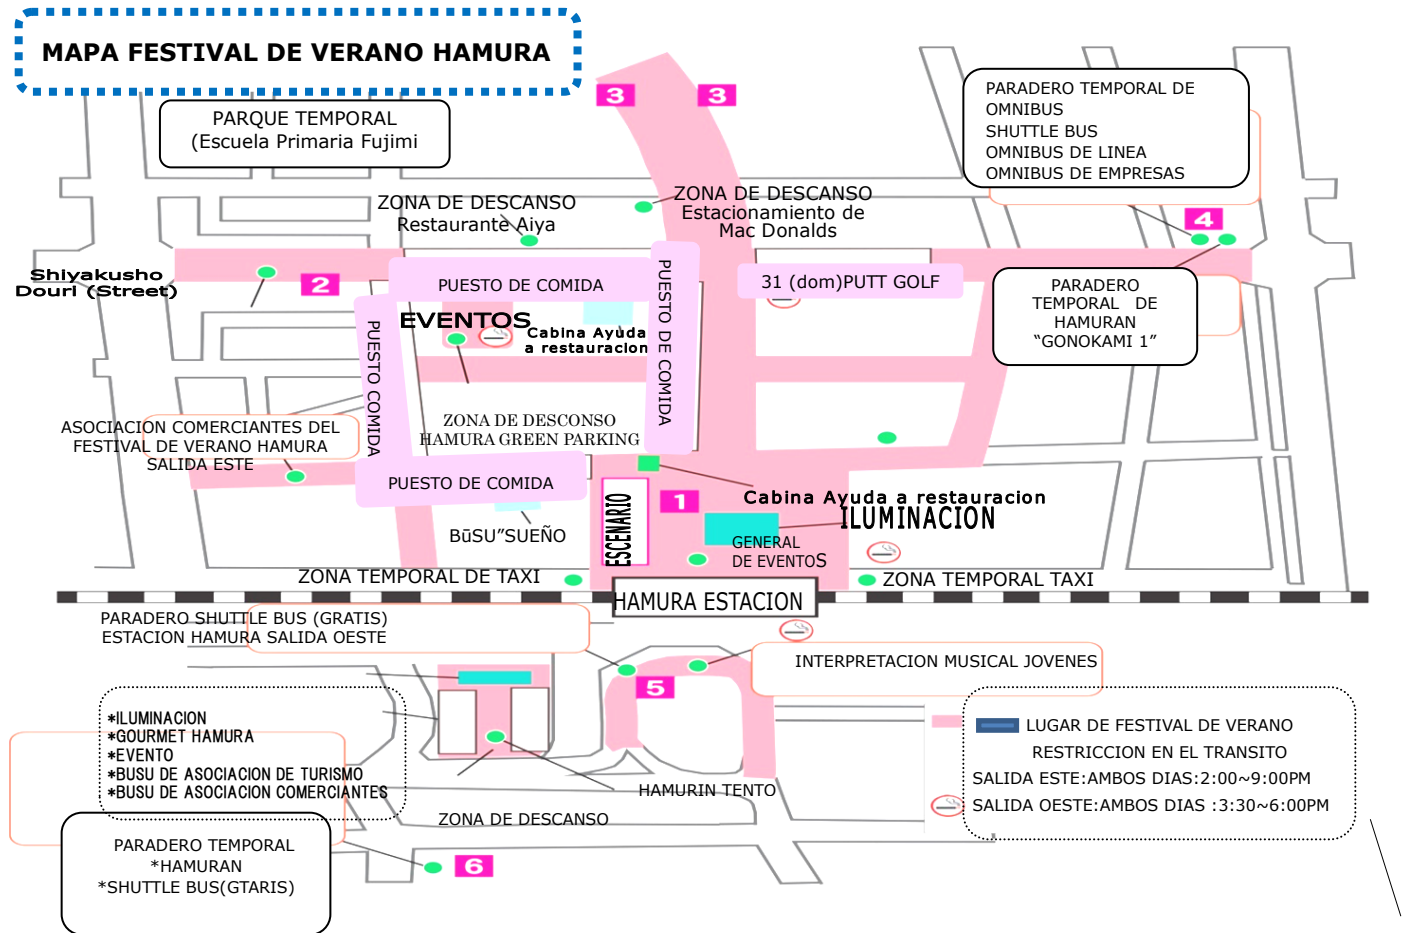 MAPA FESTIVAL DE VERANO HAMURA
PARQUE TEMPORAL
(Escuela Primaria Fujimi
3
3
PARADERO TEMPORAL DE
OMNIBUS
SHUTTLE BUS
OMNIBUS DE LINEA
OMNIBUS DE EMPRESAS
ZONA DE DESCANSO
Restaurante Aiya
ZONA DE DESCANSO
Estacionamiento de
Mac Donalds
4
Shiyakusho
Dourl (Street)
2
PUESTO DE COMIDA
PUESTO DE COMIDA
31 (dom)PUTT GOLF
PARADERO
TEMPORAL DE
HAMURAN
“GONOKAMI 1”
EVENTOS
Cabina Ayuda
a restauracion
PUESTO COMIDA
ASOCIACION COMERCIANTES DEL
FESTIVAL DE VERANO HAMURA
SALIDA ESTE
ZONA DE DESCONSO
HAMURA GREEN PARKING
PUESTO DE COMIDA
BūSU”SUEÑO
ESCENARIO
1
Cabina Ayuda a restauracion
ILUMINACION
GENERAL
DE EVENTOS
ZONA TEMPORAL DE TAXI
ZONA TEMPORAL TAXI
HAMURA ESTACION
PARADERO SHUTTLE BUS (GRATIS)
ESTACION HAMURA SALIDA OESTE
INTERPRETACION MUSICAL JOVENES
5
*ILUMINACION
*GOURMET HAMURA
*EVENTO
*BUSU DE ASOCIACION DE TURISMO
*BUSU DE ASOCIACION COMERCIANTES
LUGAR DE FESTIVAL DE VERANO
RESTRICCION EN EL TRANSITO
SALIDA ESTE:AMBOS DIAS:2:00~9:00PM
SALIDA OESTE:AMBOS DIAS :3:30~6:00PM
HAMURIN TENTO
ZONA DE DESCANSO
PARADERO TEMPORAL
*HAMURAN
*SHUTTLE BUS(GTARIS)
6